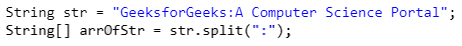 String str = "GeeksforGeeks:A Computer Science Portal";
String[] arrOfStr = str.split(":");